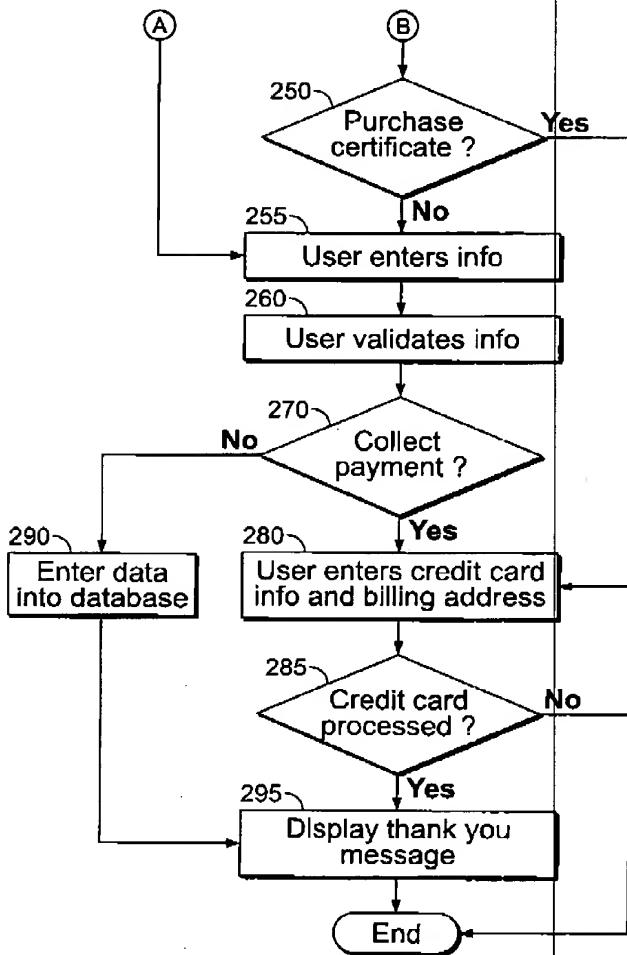 A
B
250
Purchase
certificate ?
Yes
No
255
User enters info
260
User validates info
270
Collect
payment ?
No
Yes
290
Enter data
into database
280
User enters credit card
info and billing address
285
Credit card
processed ?
No
Yes
295
Display thank you
message
End